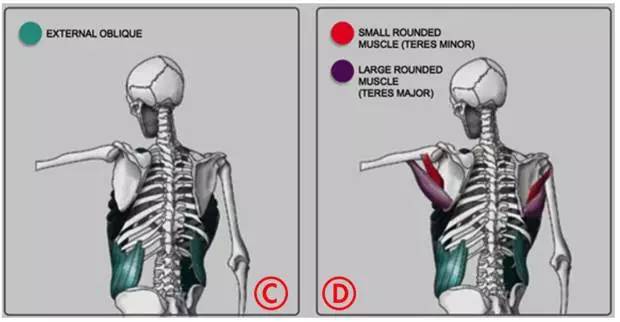 EXTERNAL OBLIQUE
SMALL ROUNDED
MUSCLE (TERES MINOR)
LARGE ROUNDED
MUSCLE
(TERES MAJOR)
C
D